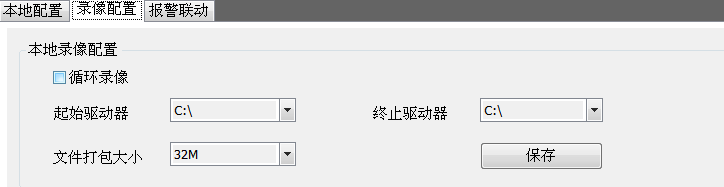 本地配置 录像配置 报警联动
本地录像配置
循环录像
起始驱动器 C:\ 终止驱动器 C:\
文件打包大小 32M 保存